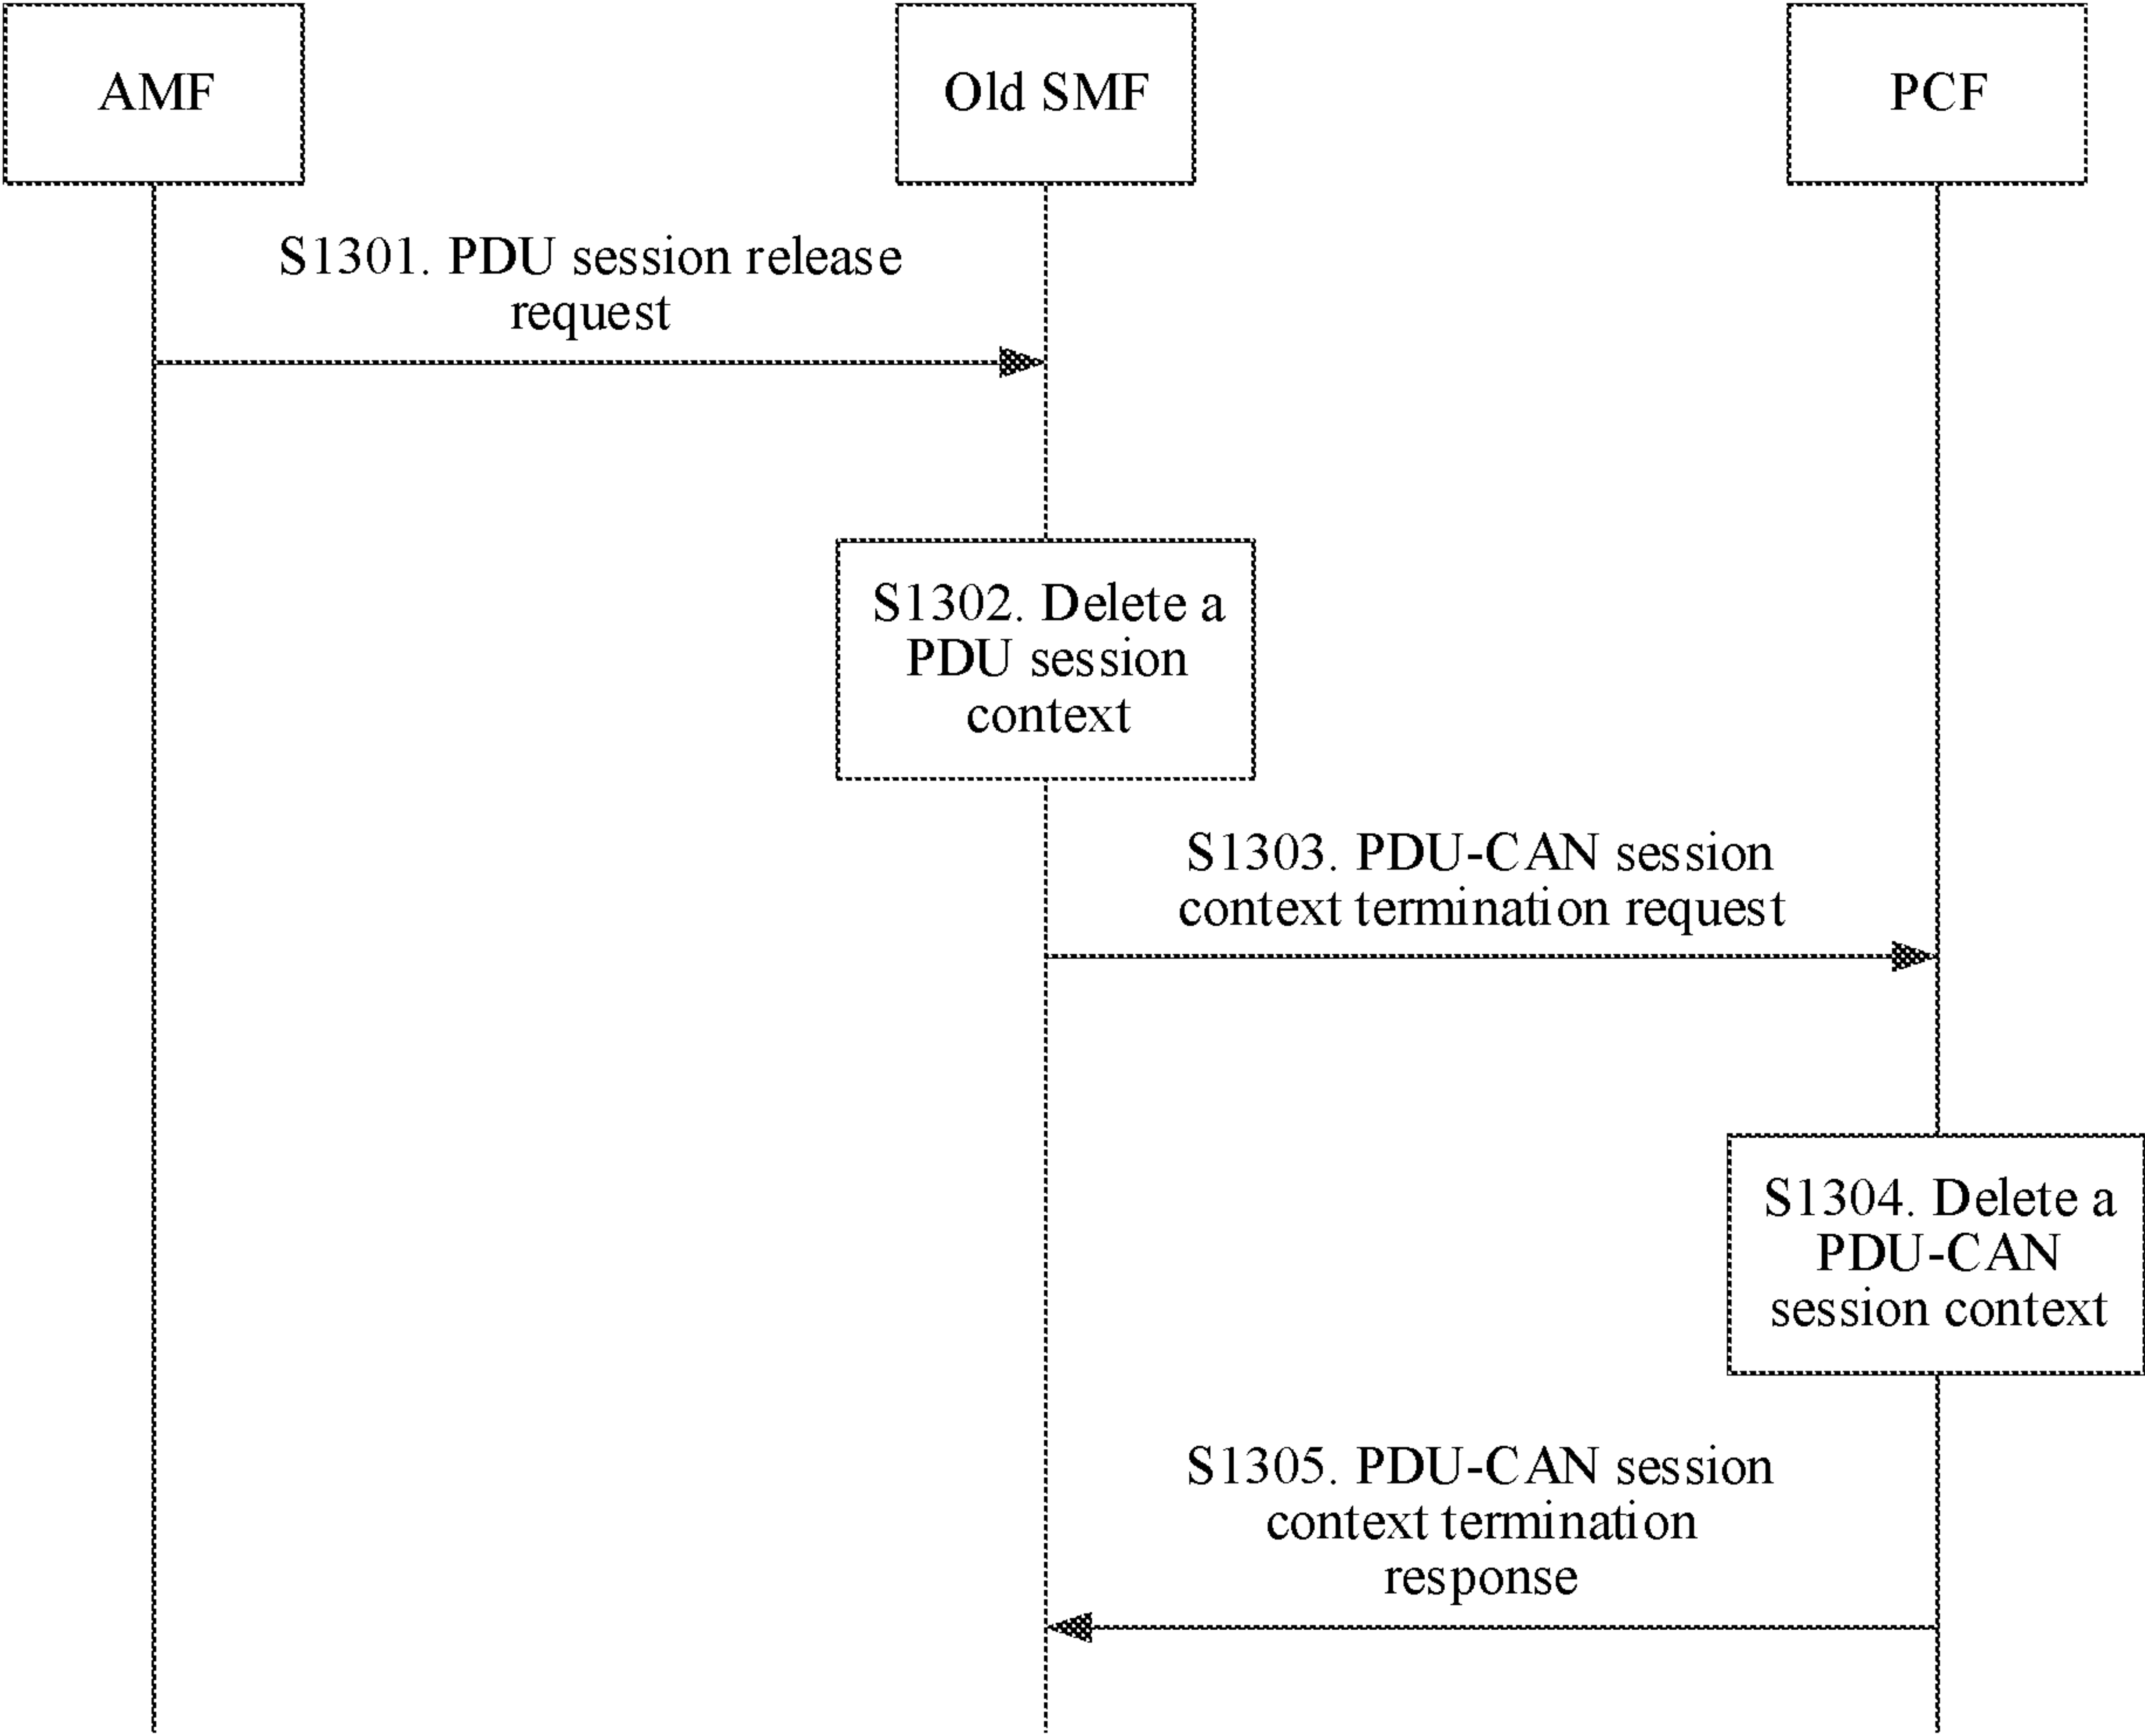 AMF
Old SMF
PCF
S1301. PDU session release
request
S1302. Delete a
PDU session
context
S1303. PDU-CAN session
context termination request
S1304. Delete a
PDU-CAN
session context
S1305. PDU-CAN session
context termination
response